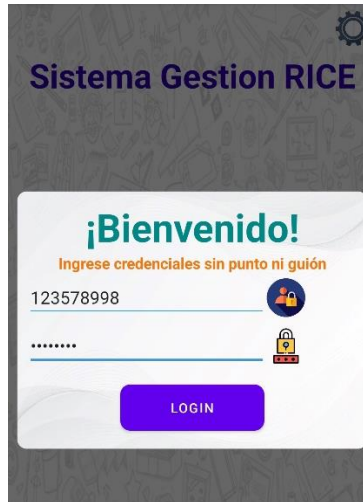 Sistema Gestion RICE
¡Bienvenido!
Ingrese credenciales sin punto ni guión
123578998
••••••••
LOGIN